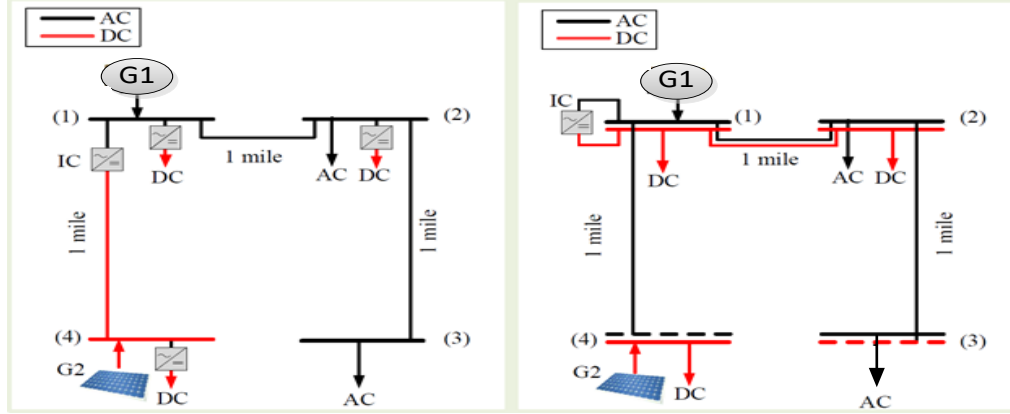 AC
DC
G1
(1)
(2)
IC
DC
1 mile
AC
DC
1 mile
1 mile
(4)
(3)
G2
DC
AC
AC
DC
G1
IC
(1)
(2)
DC
1 mile
AC
DC
1 mile
1 mile
(4)
(3)
G2
DC
AC